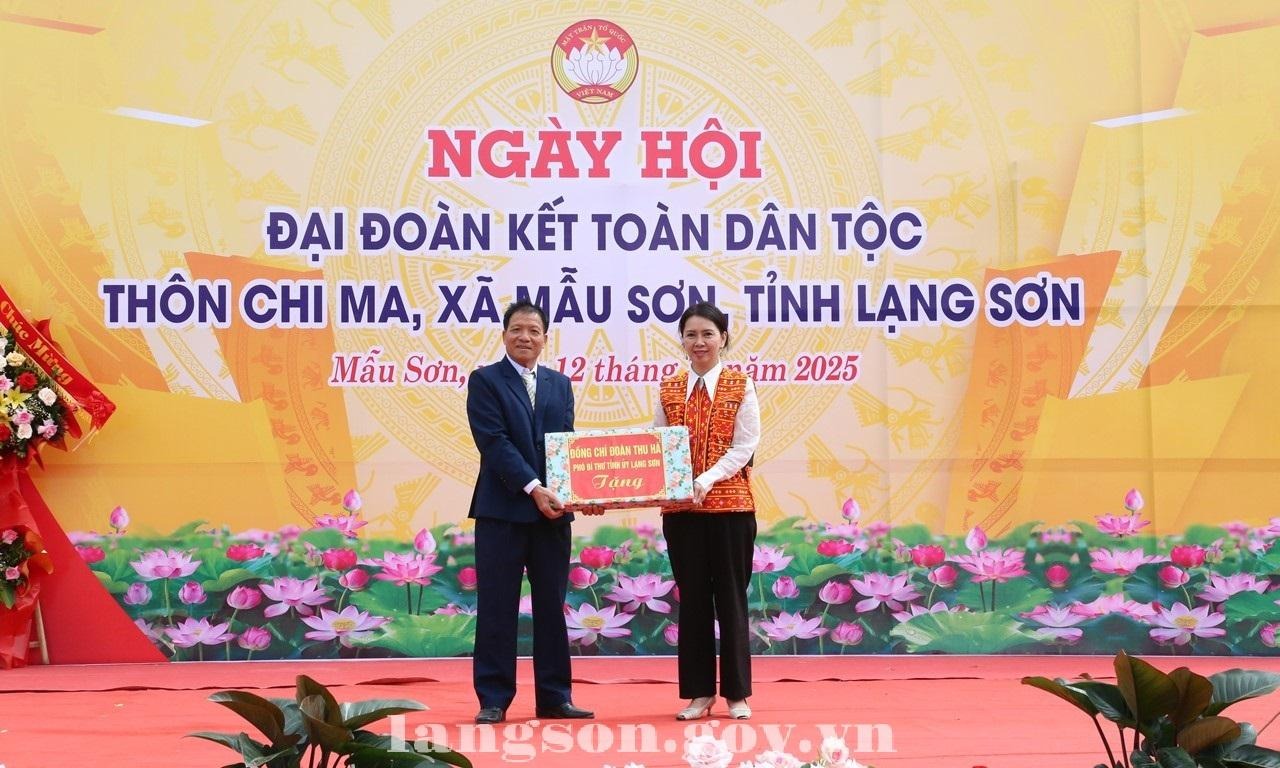 MẶT TRẬN TỔ QUỐC
VIỆT NAM
NGÀY HỘI
ĐẠI ĐOÀN KẾT TOÀN DÂN TỘC
THÔN CHI MA, XÃ MẪU SƠN, TỈNH LẠNG SƠN
Mẫu Sơn, 12 tháng năm 2025
Chúc Mừng
ĐỒNG CHÍ ĐOÀN THU HÀ
PHÓ BÍ THƯ TỈNH ỦY LẠNG SƠN
Tặng
langson.gov.vn